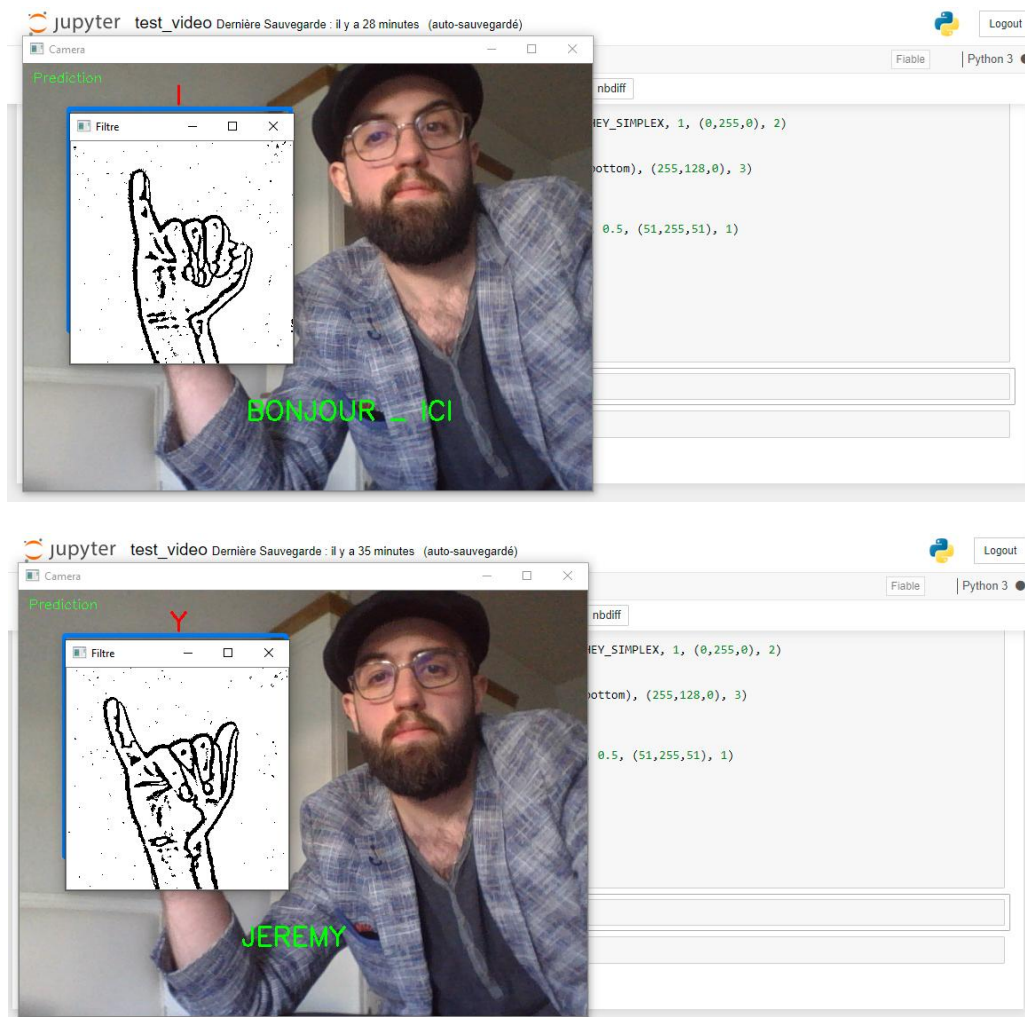 jupyter test_video Dernière Sauvegarde : il y a 28 minutes (auto-sauvegardé)
Logout
Camera
Fiable
Python 3
Prediction
nbdiff
I
Filtre
HEY_SIMPLEX, 1, (0,255,0), 2)
bottom), (255,128,0), 3)
0.5, (51,255,51), 1)
BONJOUR _ ICI
jupyter test_video Dernière Sauvegarde : il y a 35 minutes (auto-sauvegardé)
Logout
Camera
Fiable
Python 3
Prediction
nbdiff
Y
Filtre
HEY_SIMPLEX, 1, (0,255,0), 2)
bottom), (255,128,0), 3)
0.5, (51,255,51), 1)
JEREMY